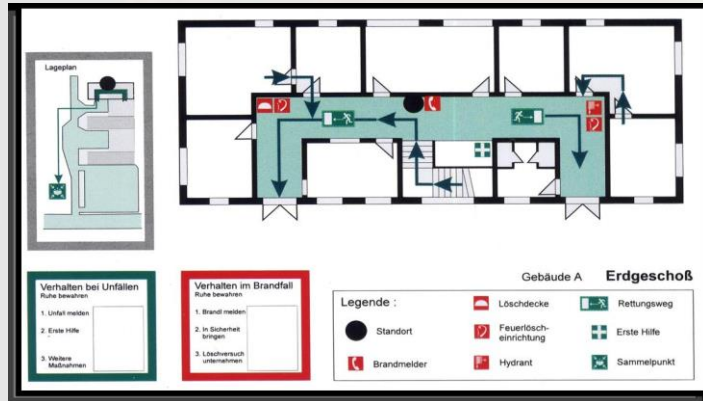 Lageplan
Verhalten bei Unfällen
Ruhe bewahren
1. Unfall melden
2. Erste Hilfe
3. Weitere
Maßnahmen
Verhalten im Brandfall
Ruhe bewahren
1. Brandl melden
2. In Sicherheit
bringen
3. Löschversuch
unternehmen
Gebäude A Erdgeschoß
Legende :
Standort
Brandmelder
Löschdecke
Feuerlösch-
einrichtung
Hydrant
Rettungsweg
Erste Hilfe
Sammelpunkt